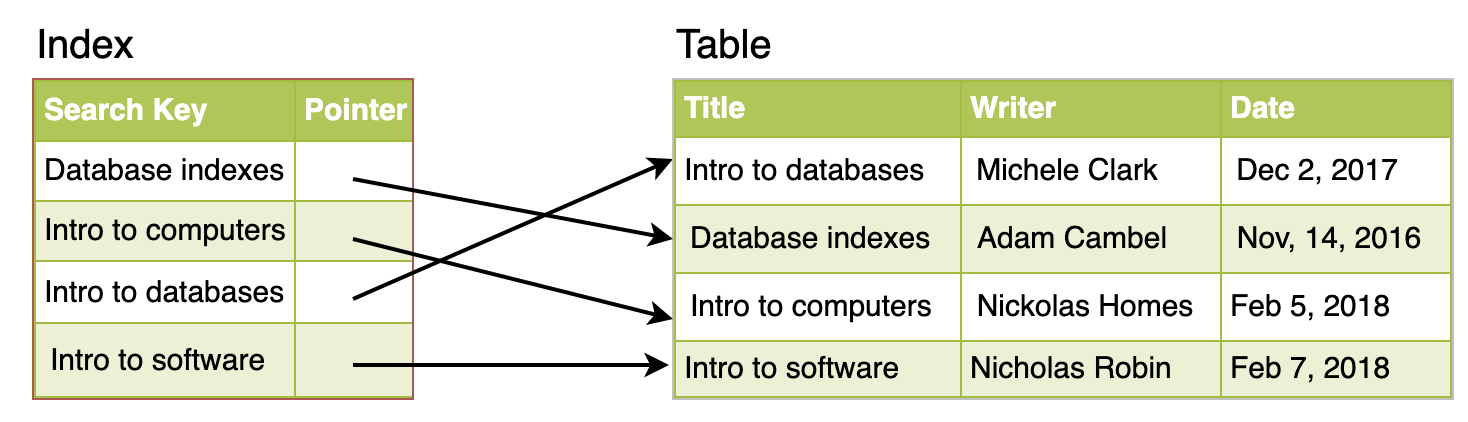 Index
Search Key Pointer
Database indexes
Intro to computers
Intro to databases
Intro to software
Table
Title Writer Date
Intro to databases Michele Clark Dec 2, 2017
Database indexes Adam Cambel Nov, 14, 2016
Intro to computers Nickolas Homes Feb 5, 2018
Intro to software Nicholas Robin Feb 7, 2018